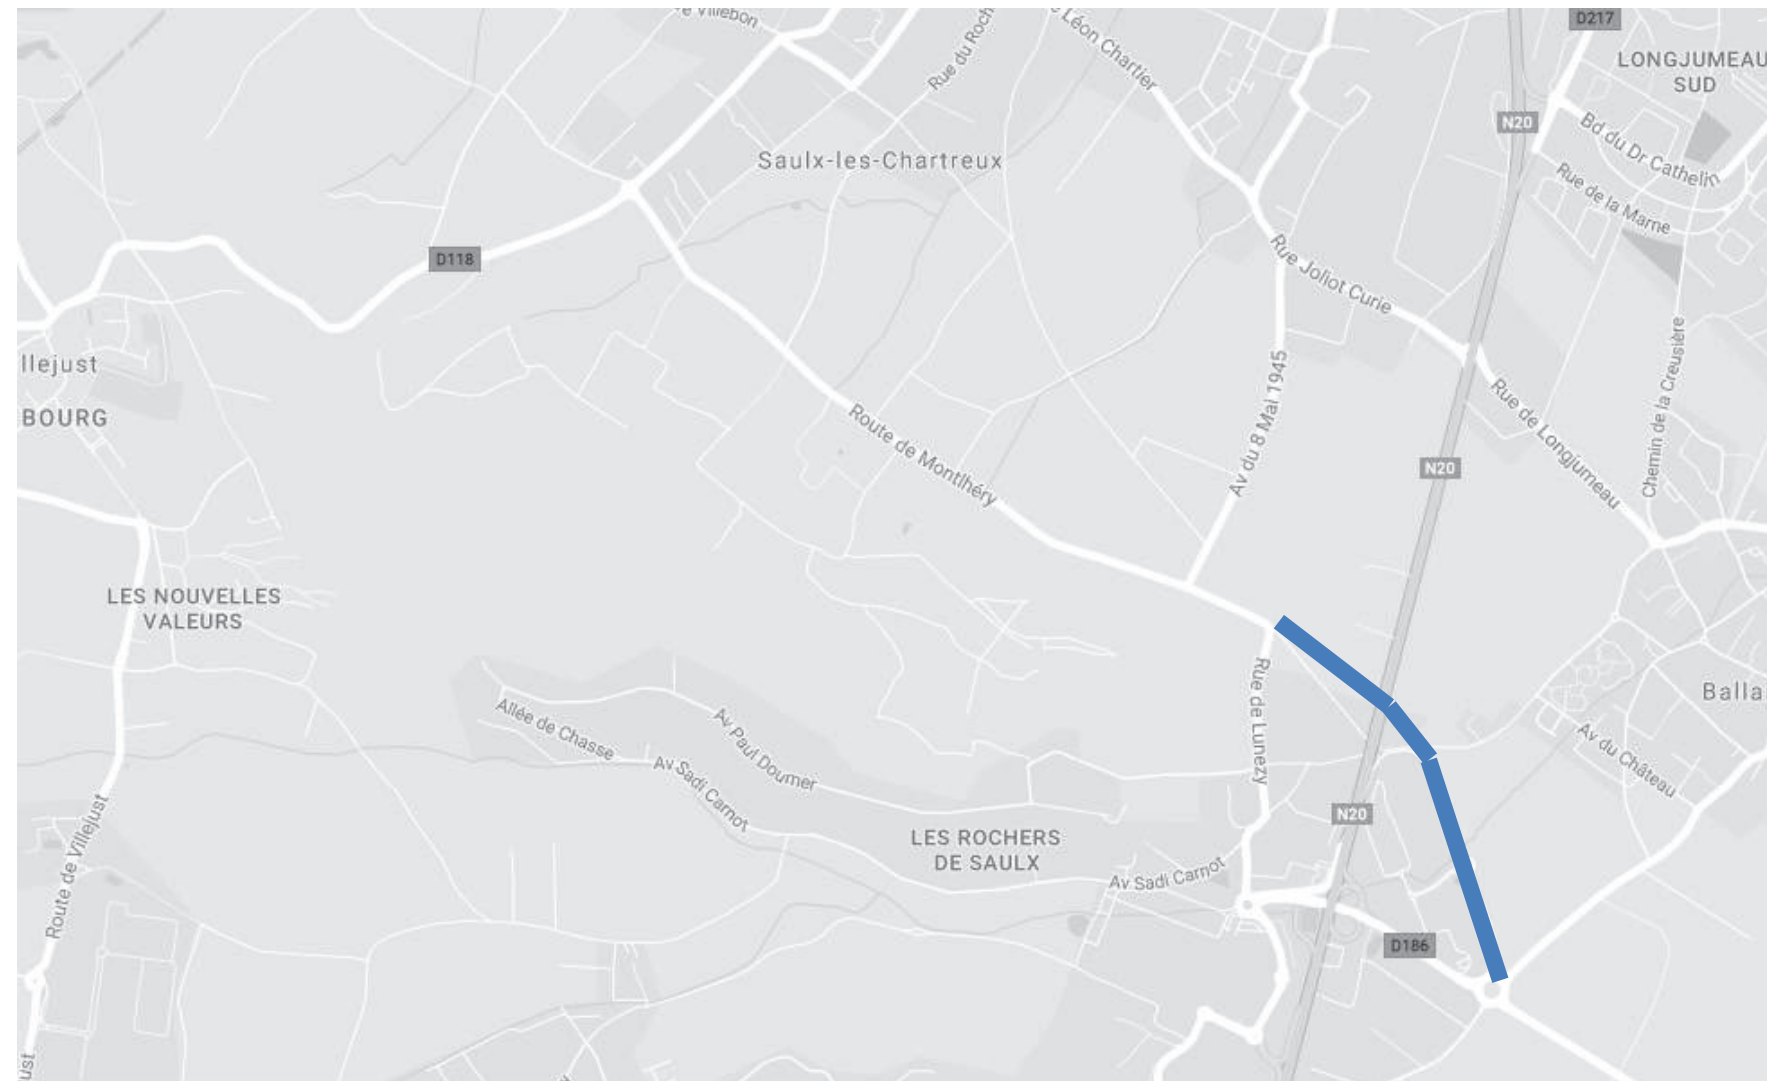 Villebon
Rue du Roch
Léon Chartier
D217
LONGJUMEAU
SUD
N20
Bd du Dr Cathelin
Rue de la Marne
Saulx-les-Chartreux
D118
Rue Joliot Curie
llejust
BOURG
Chemin de la Creusière
Av du 8 Mai 1945
Rue de Longjumeau
Route de Montlhéry
N20
LES NOUVELLES
VALEURS
Rue de Lunezy
Balla
Allée de Chasse
Av Paul Doumer
Av Sadi Carnot
Av du Château
N20
Route de Villejust
LES ROCHERS
DE SAULX
Av Sadi Carnot
D186
ust